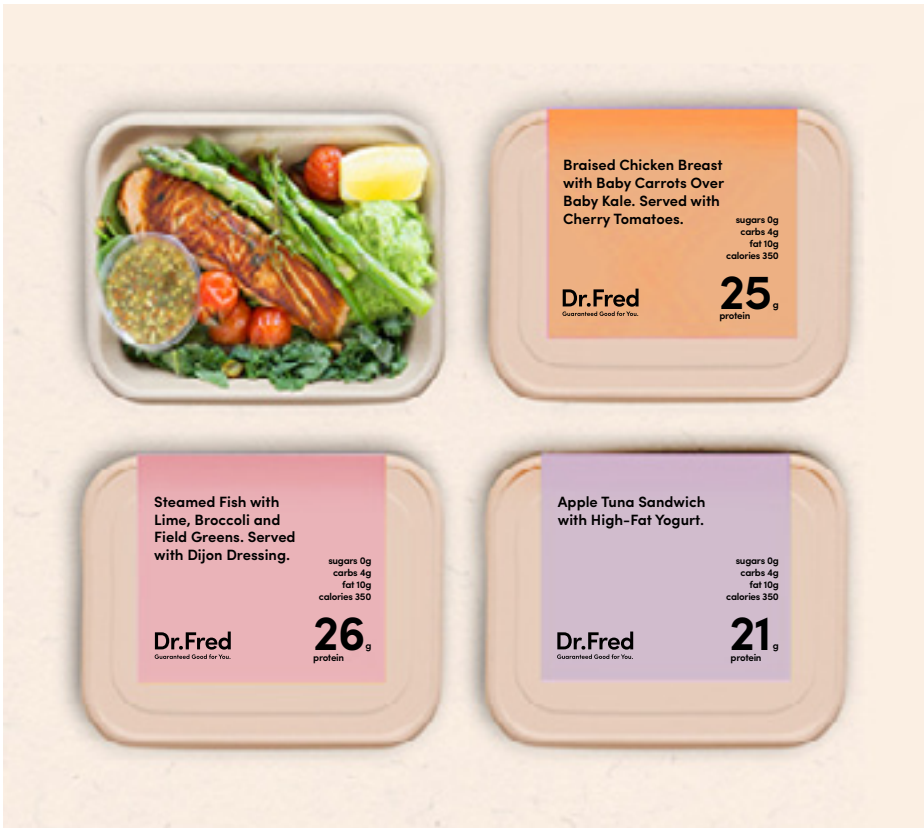 Braised Chicken Breast
with Baby Carrots Over
Baby Kale. Served with
Cherry Tomatoes.
sugars 0g
carbs 4g
fat 10g
calories 350
Dr.Fred
Guaranteed Good for You.
25 g
protein
Steamed Fish with
Lime, Broccoli and
Field Greens. Served
with Dijon Dressing.
sugars 0g
carbs 4g
fat 10g
calories 350
Dr.Fred
Guaranteed Good for You.
26 g
protein
Apple Tuna Sandwich
with High-Fat Yogurt.
sugars 0g
carbs 4g
fat 10g
calories 350
Dr.Fred
Guaranteed Good for You.
21 g
protein